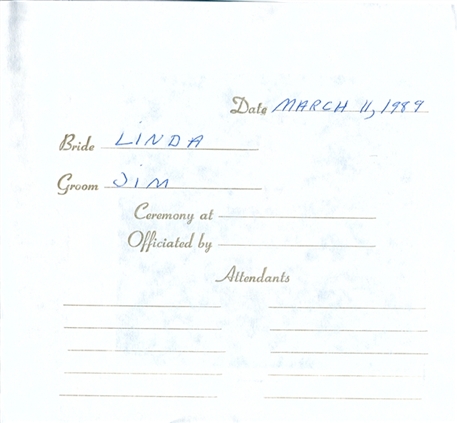 Date MARCH 11, 1989
Bride LINDA
Groom JIM
Ceremony at
Officiated by
Attendants